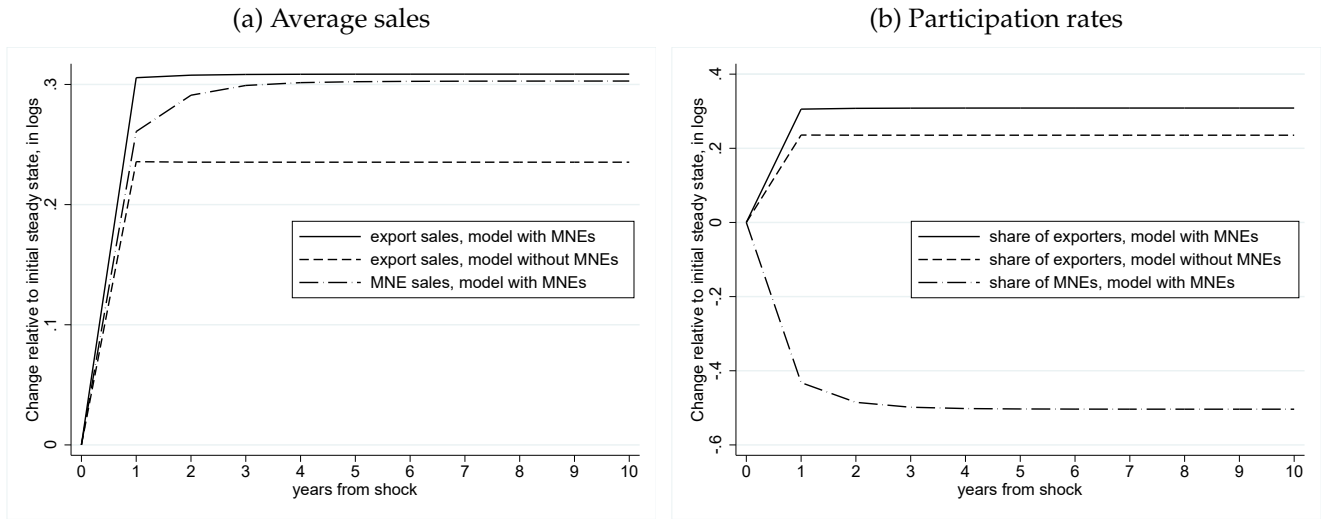 (a) Average sales
Change relative to initial steady state, in logs
.3
.2
.1
0
export sales, model with MNEs
export sales, model without MNEs
MNE sales, model with MNEs
0 1 2 3 4 5 6 7 8 9 10
years from shock
(b) Participation rates
Change relative to initial steady state, in logs
.4
.2
0
-.2
-.4
-.6
share of exporters, model with MNEs
share of exporters, model without MNEs
share of MNEs, model with MNEs
0 1 2 3 4 5 6 7 8 9 10
years from shock